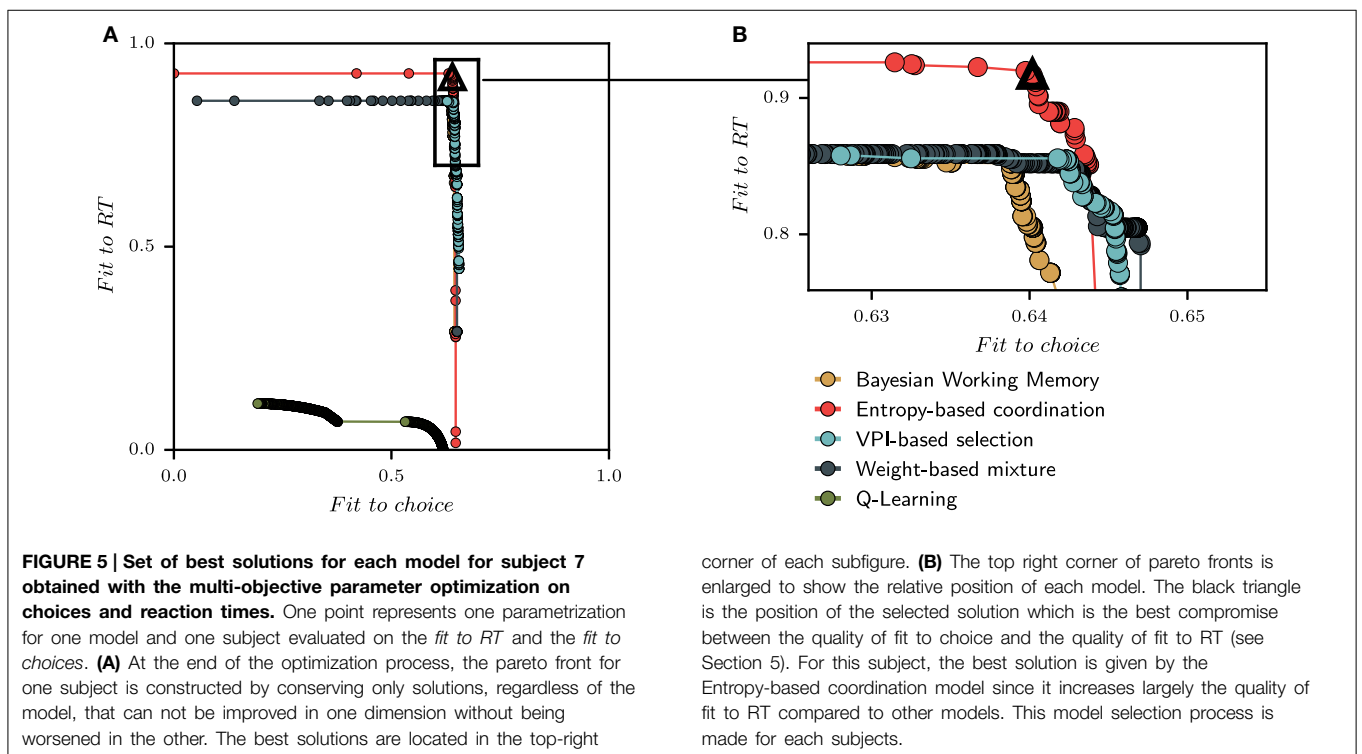 A
1.0
0.5
0.0
Fit to RT
0.0
0.5
1.0
Fit to choice
B
0.9
0.8
Fit to RT
0.63
0.64
0.65
Fit to choice
Bayesian Working Memory
Entropy-based coordination
VPI-based selection
Weight-based mixture
Q-Learning
FIGURE 5 | Set of best solutions for each model for subject 7
obtained with the multi-objective parameter optimization on
choices and reaction times. One point represents one parametrization
for one model and one subject evaluated on the fit to RT and the fit to
choices. (A) At the end of the optimization process, the pareto front for
one subject is constructed by conserving only solutions, regardless of the
model, that can not be improved in one dimension without being
worsened in the other. The best solutions are located in the top-right
corner of each subfigure. (B) The top right corner of pareto fronts is
enlarged to show the relative position of each model. The black triangle
is the position of the selected solution which is the best compromise
between the quality of fit to choice and the quality of fit to RT (see
Section 5). For this subject, the best solution is given by the
Entropy-based coordination model since it increases largely the quality of
fit to RT compared to other models. This model selection process is
made for each subjects.